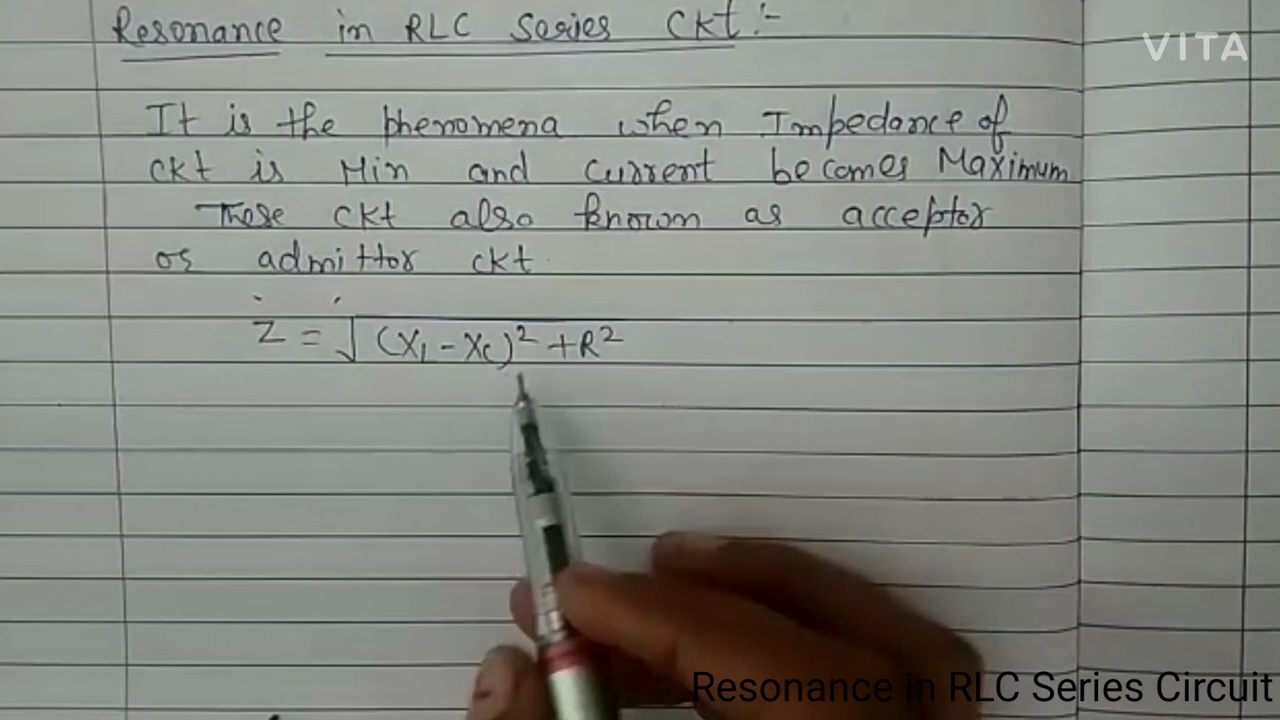 Resonance in RLC Series Ckt :-
VITA
It is the phenomena when Impedance of
ckt is Min and current becomes Maximum
These ckt also known as acceptor
or admittor ckt.
Z = √(XL - XC)² + R²
Resonance in RLC Series Circuit